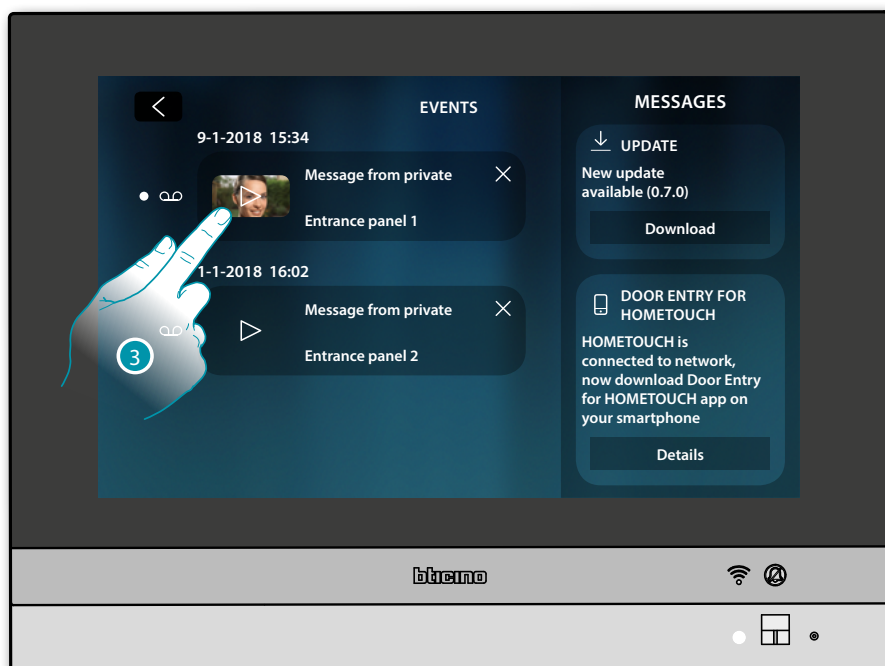 EVENTS
9-1-2018 15:34
Message from private
Entrance panel 1
1-1-2018 16:02
Message from private
Entrance panel 2
3
MESSAGES
UPDATE
New update
available (0.7.0)
Download
DOOR ENTRY FOR
HOMETOUCH
HOMETOUCH is
connected to network,
now download Door Entry
for HOMETOUCH app on
your smartphone
Details
bticino